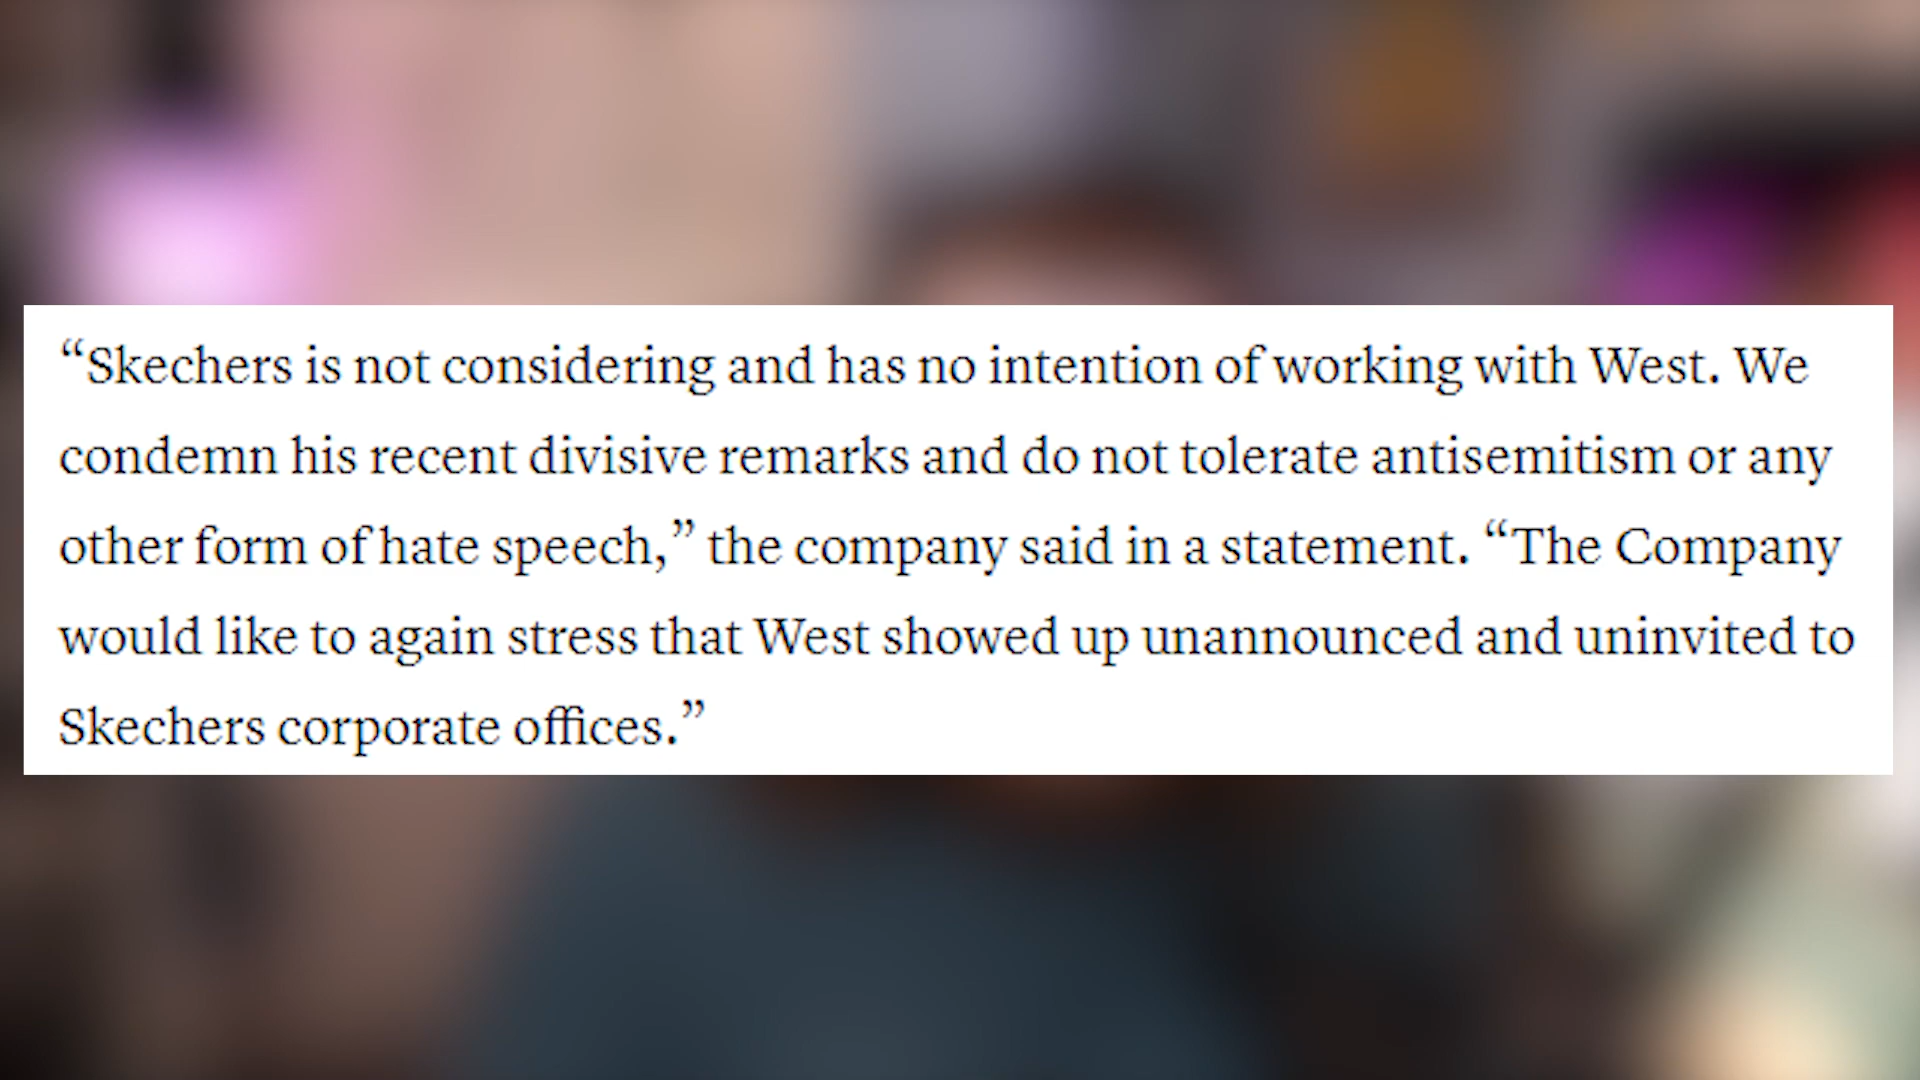 “Skechers is not considering and has no intention of working with West. We
condemn his recent divisive remarks and do not tolerate antisemitism or any
other form of hate speech,” the company said in a statement. “The Company
would like to again stress that West showed up unannounced and uninvited to
Skechers corporate offices.”